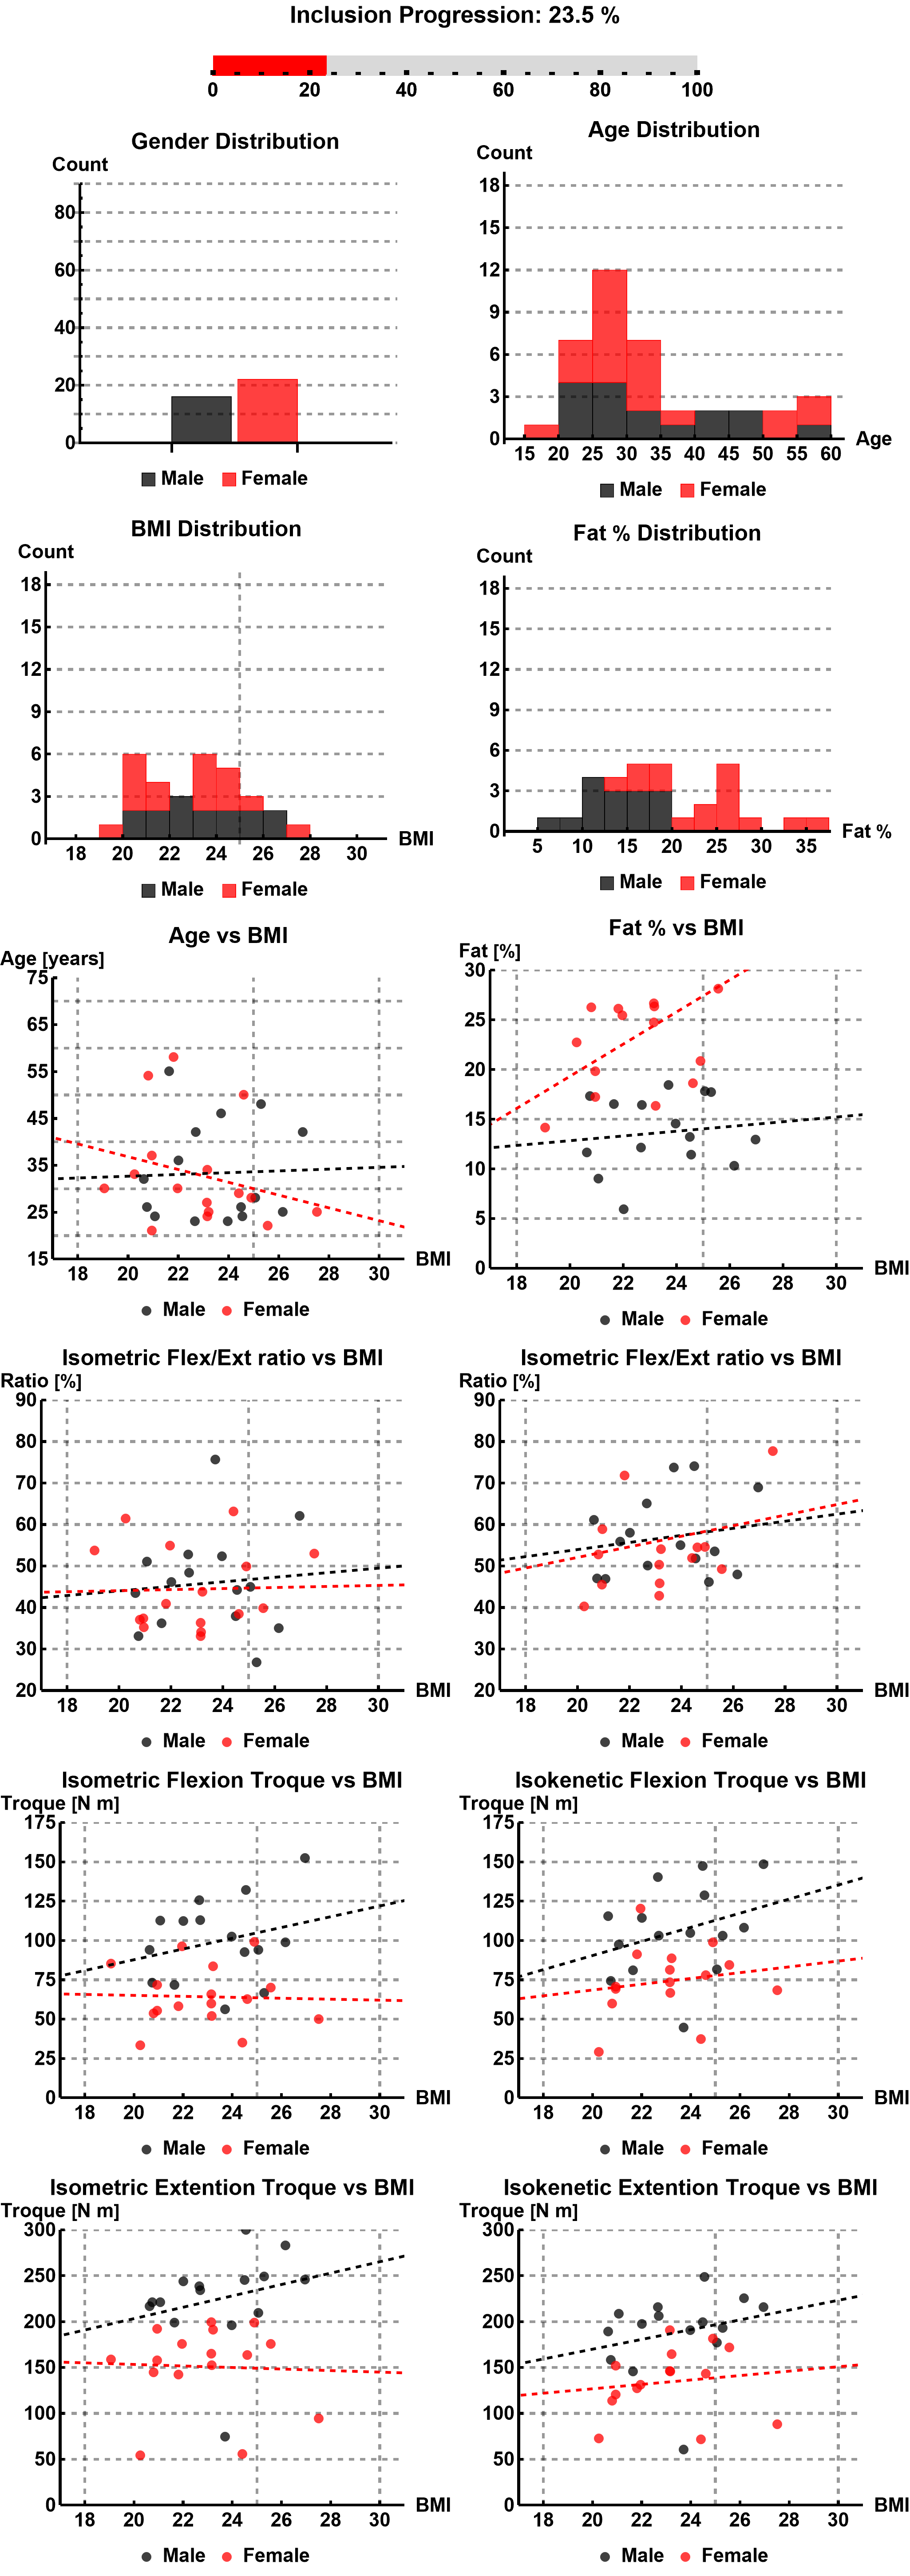 Inclusion Progression: 23.5 %
0 20 40 60 80 100
Gender Distribution
Count
80
60
40
20
0
Male Female
Age Distribution
Count
18
15
12
9
6
3
0
15 20 25 30 35 40 45 50 55 60 Age
Male Female
BMI Distribution
Count
18
15
12
9
6
3
0
18 20 22 24 26 28 30 BMI
Male Female
Fat % Distribution
Count
18
15
12
9
6
3
0
5 10 15 20 25 30 35 Fat %
Male Female
Age vs BMI
Age [years]
75
65
55
45
35
25
15
18 20 22 24 26 28 30 BMI
Male Female
Fat % vs BMI
Fat [%]
30
25
20
15
10
5
0
18 20 22 24 26 28 30 BMI
Male Female
Isometric Flex/Ext ratio vs BMI
Ratio [%]
90
80
70
60
50
40
30
20
18 20 22 24 26 28 30 BMI
Male Female
Isometric Flex/Ext ratio vs BMI
Ratio [%]
90
80
70
60
50
40
30
20
18 20 22 24 26 28 30 BMI
Male Female
Isometric Flexion Troque vs BMI
Troque [N m]
175
150
125
100
75
50
25
0
18 20 22 24 26 28 30 BMI
Male Female
Isokenetic Flexion Troque vs BMI
Troque [N m]
175
150
125
100
75
50
25
0
18 20 22 24 26 28 30 BMI
Male Female
Isometric Extention Troque vs BMI
Troque [N m]
300
250
200
150
100
50
0
18 20 22 24 26 28 30 BMI
Male Female
Isokenetic Extention Troque vs BMI
Troque [N m]
300
250
200
150
100
50
0
18 20 22 24 26 28 30 BMI
Male Female